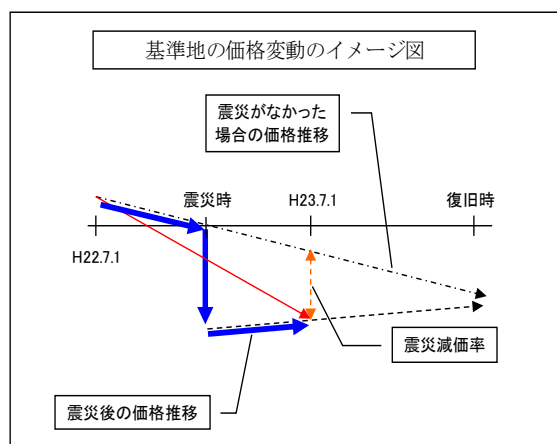 基準地の価格変動のイメージ図
震災がなかった
場合の価格推移
震災時
H23.7.1
復旧時
H22.7.1
震災減価率
震災後の価格推移